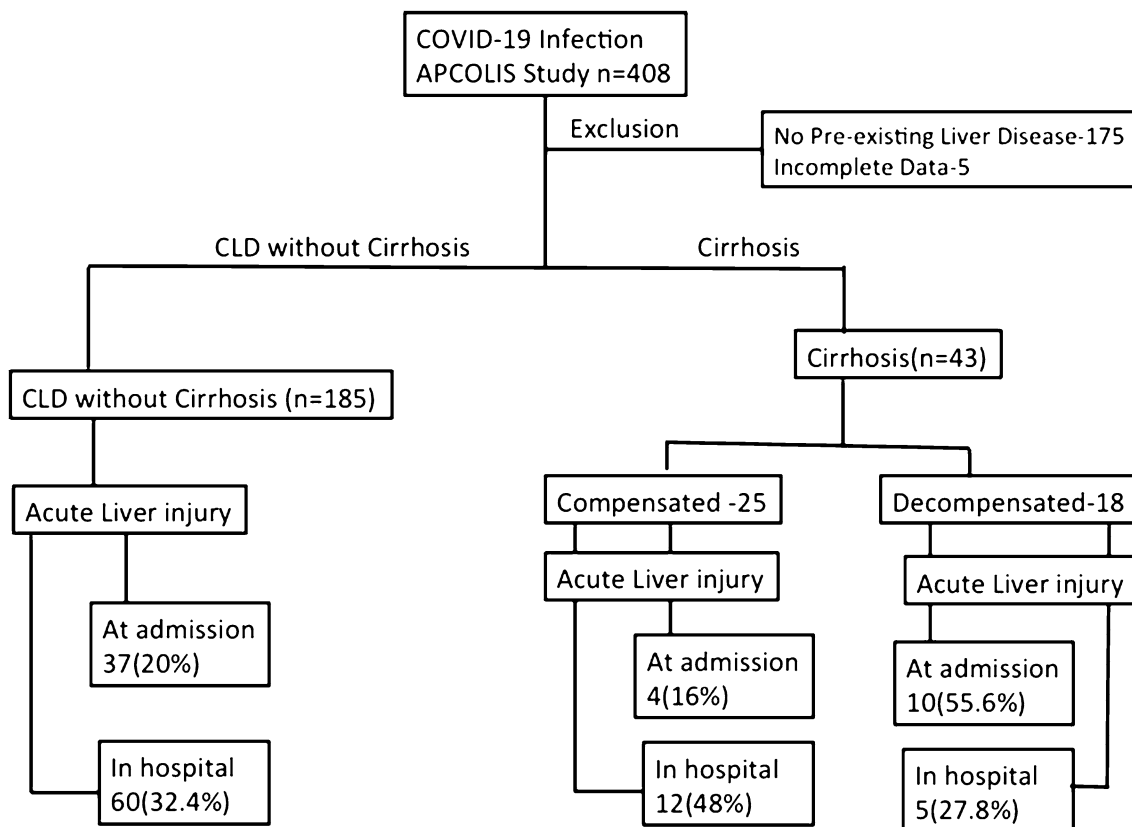 COVID-19 Infection
APCOLIS Study n=408
Exclusion
No Pre-existing Liver Disease-175
Incomplete Data-5
CLD without Cirrhosis
Cirrhosis
Cirrhosis(n=43)
CLD without Cirrhosis (n=185)
Acute Liver injury
At admission
37(20%)
In hospital
60(32.4%)
Compensated -25
Acute Liver injury
At admission
4(16%)
In hospital
12(48%)
Decompensated-18
Acute Liver injury
At admission
10(55.6%)
In hospital
5(27.8%)